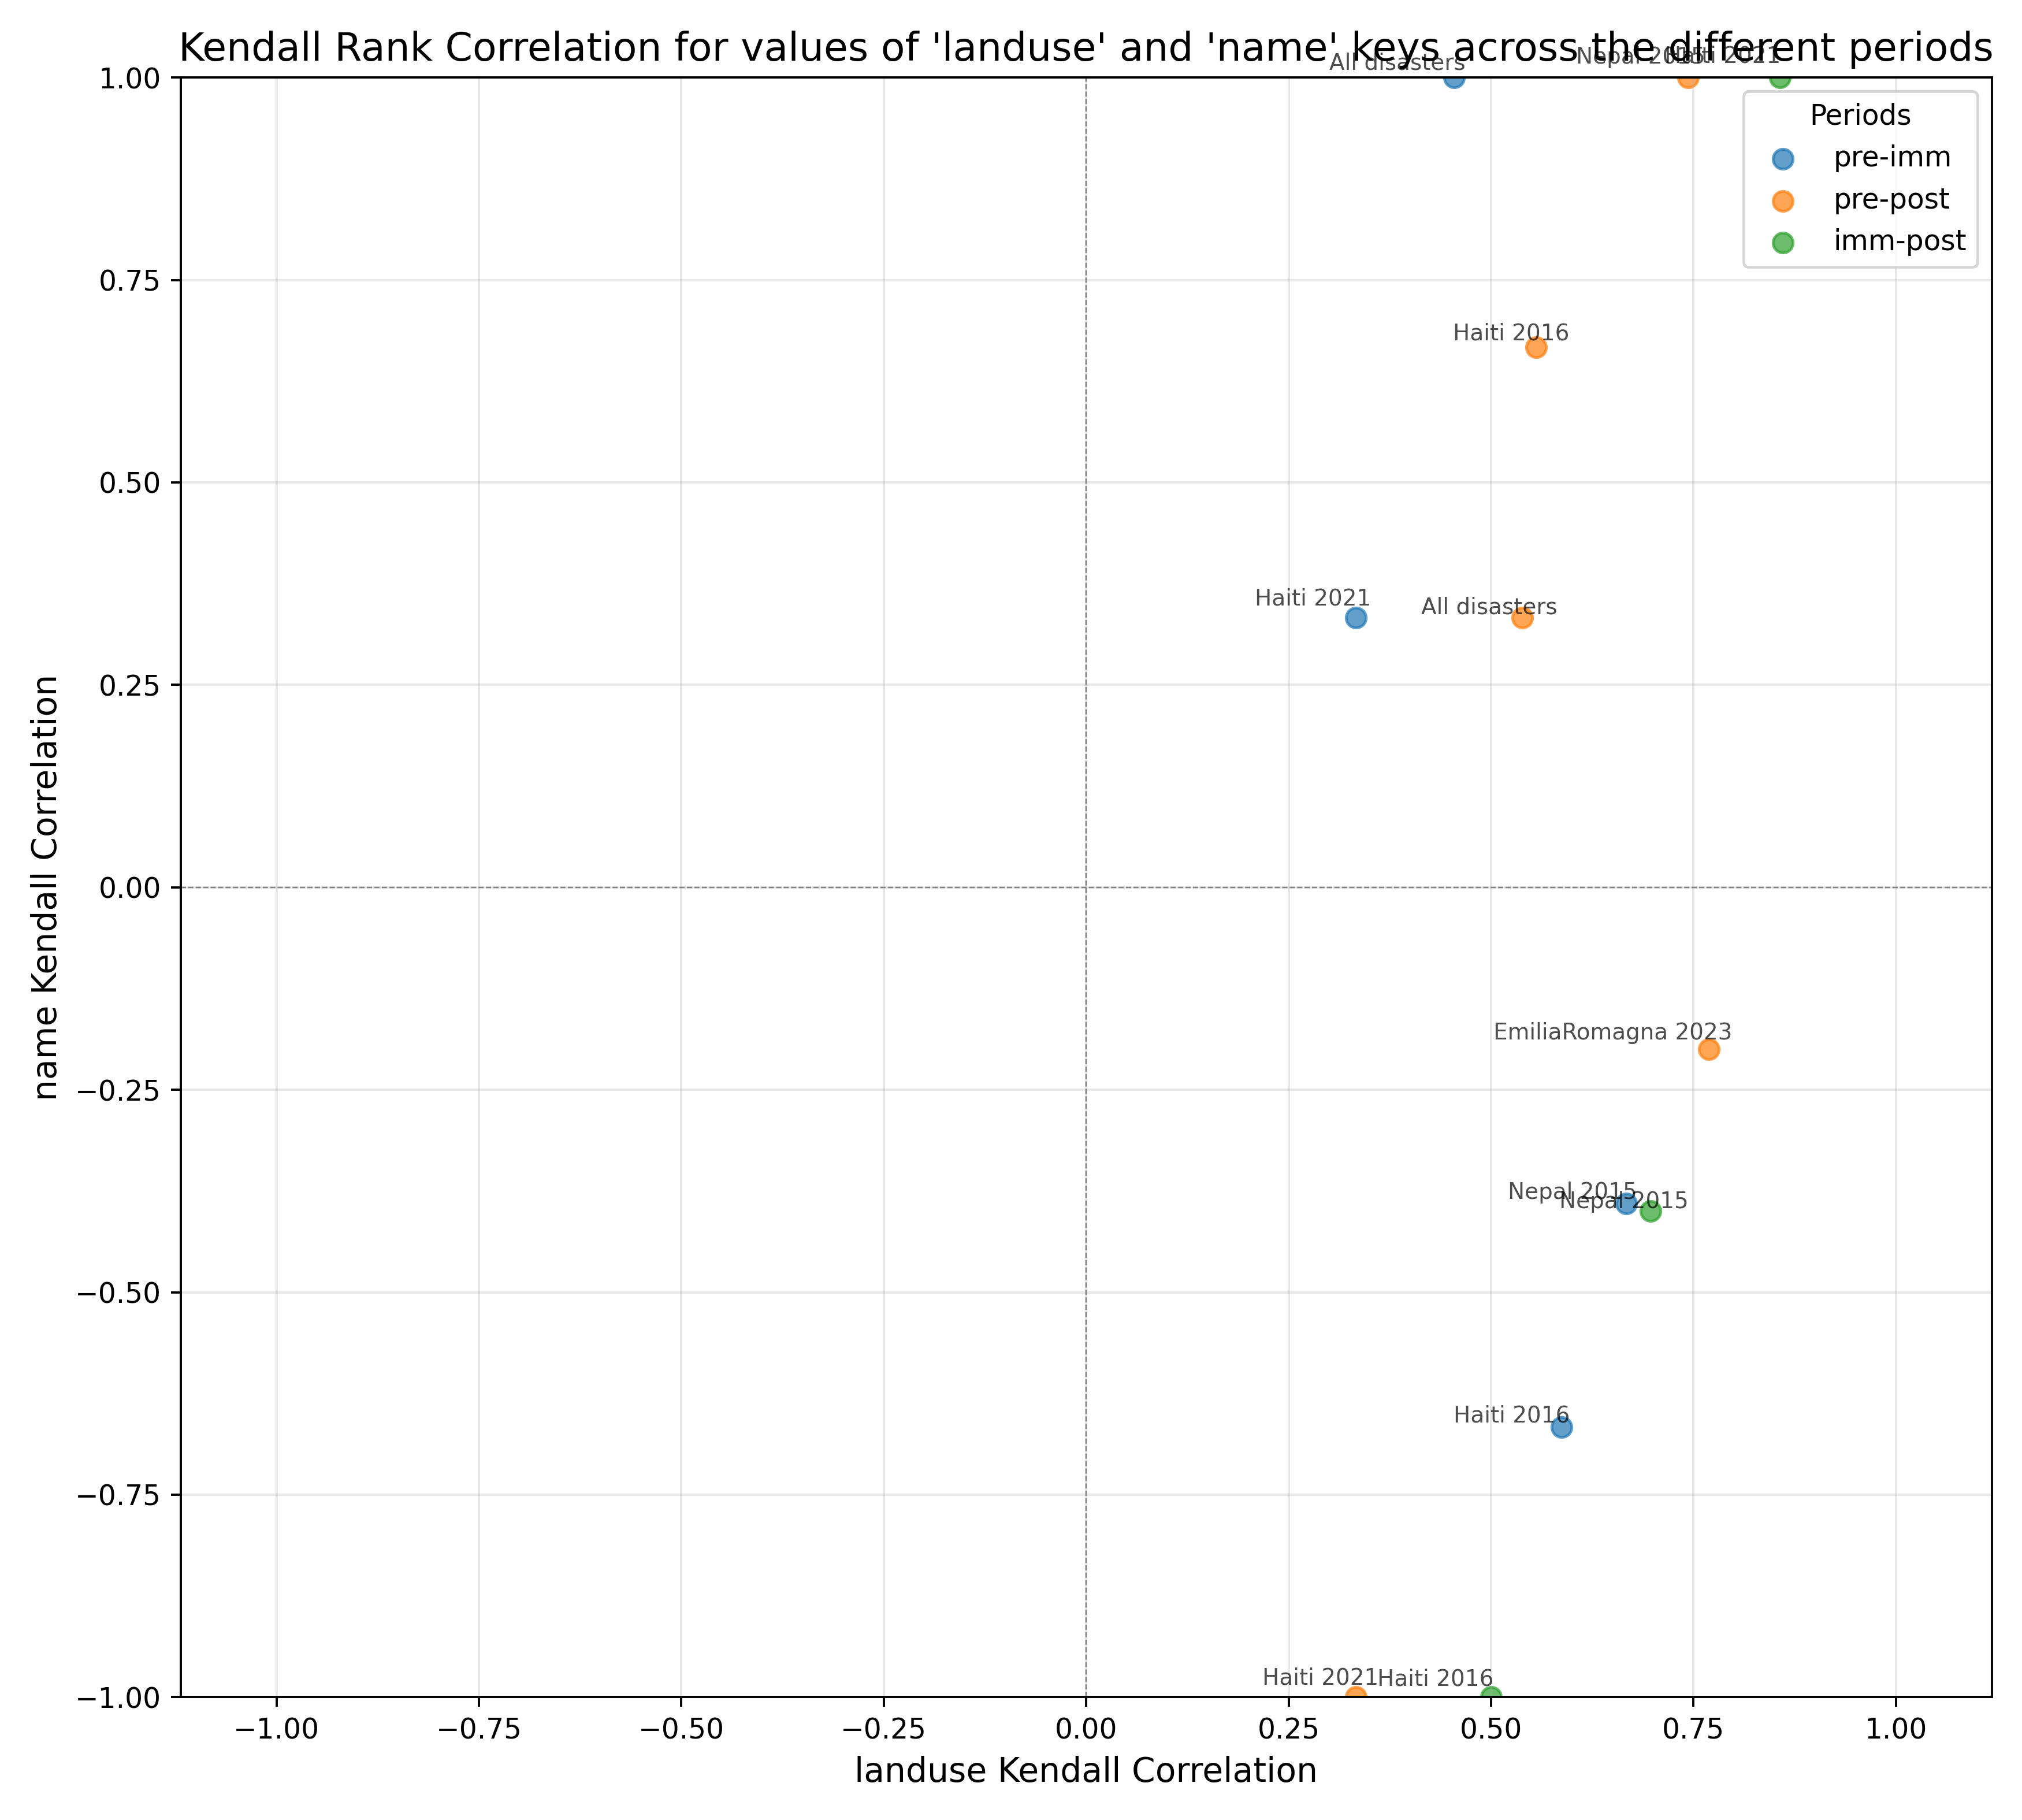 Kendall Rank Correlation for values of 'landuse' and 'name' keys across the different periods
All disasters
Nepal 2015
Haiti 2021
1.00
Periods
pre-imm
pre-post
imm-post
0.75
Haiti 2016
0.50
Haiti 2021
All disasters
0.25
name Kendall Correlation
0.00
EmiliaRomagna 2023
−0.25
Nepal 2015
Nepal 2015
−0.50
Haiti 2016
−0.75
Haiti 2021
Haiti 2016
−1.00
−1.00 −0.75 −0.50 −0.25 0.00 0.25 0.50 0.75 1.00
landuse Kendall Correlation